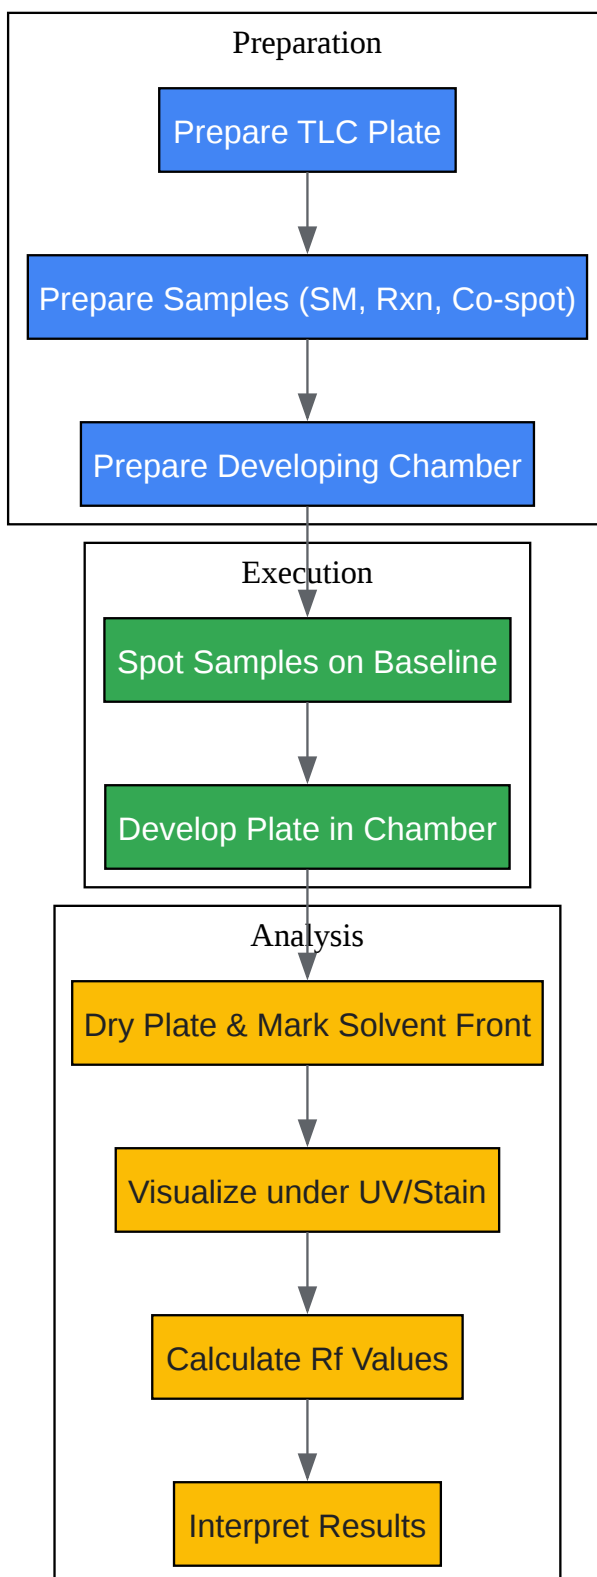 Preparation
Prepare TLC Plate
Prepare Samples (SM, Rxn, Co-spot)
Prepare Developing Chamber
Execution
Spot Samples on Baseline
Develop Plate in Chamber
Analysis
Dry Plate & Mark Solvent Front
Visualize under UV/Stain
Calculate Rf Values
Interpret Results